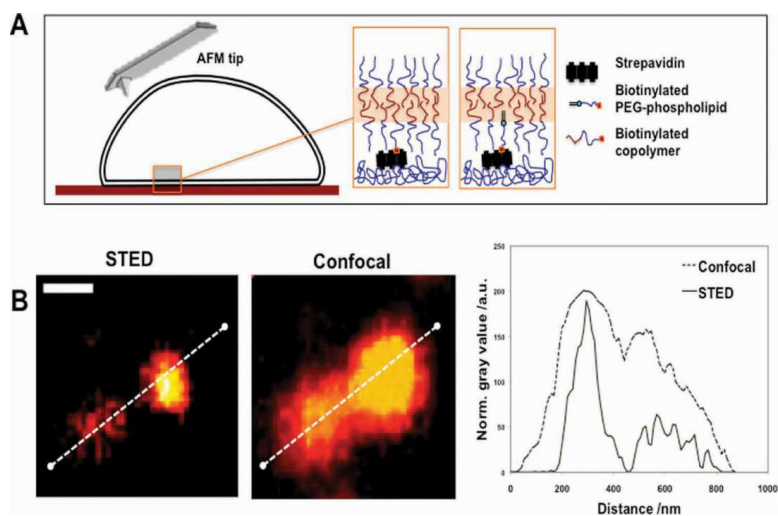 A
AFM tip
Strepavidin
Biotinylated
PEG-phospholipid
Biotinylated
copolymer
B
STED
Confocal
Confocal
STED
Norm. gray value /a.u.
200
150
100
50
0
0
200
400
600
800
1000
Distance /nm